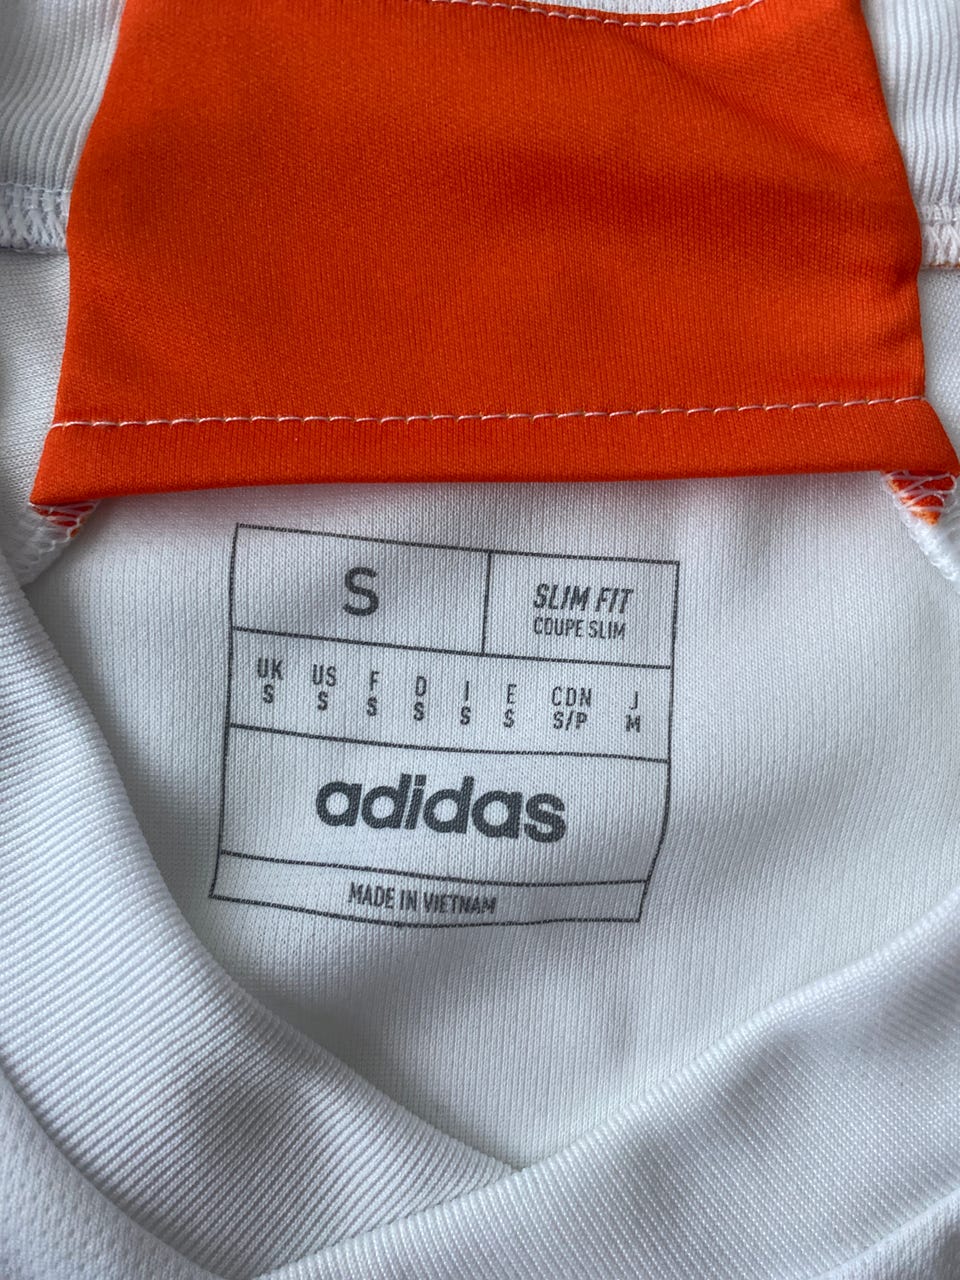 S
SLIM FIT
COUPE SLIM
UK US F D I E CDN J
S S S S S S S/P M
adidas
MADE IN VIETNAM